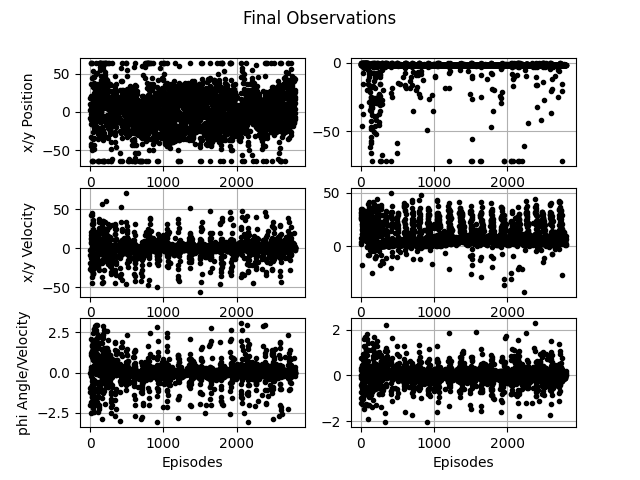 Final Observations
x/y Position
50
0
−50
0
−50
0 1000 2000
0 1000 2000
x/y Velocity
50
0
−50
50
0
0 1000 2000
0 1000 2000
phi Angle/Velocity
2.5
0.0
−2.5
2
0
−2
0 1000 2000
0 1000 2000
Episodes
Episodes